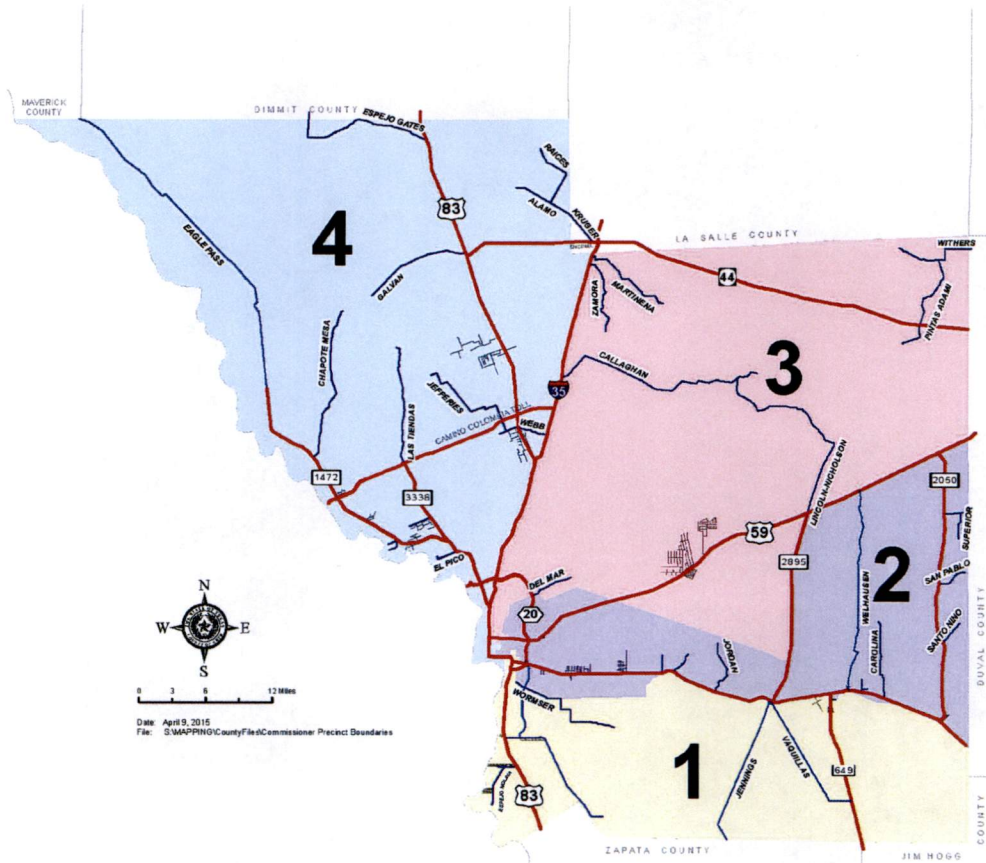 MAVERICK
COUNTY
DIMMIT COUNTY
ESPEJO GATES
RAICES
ALAMO
KRUGER
83
4
EAGLE PASS
LA SALLE COUNTY
WITHERS
GALVAN
ZAMORA
MARTINENA
44
PINTAS ADAMI
CHAPOTE MESA
CALLAGHAN
3
JEFFERIES
35
LAS TIENDAS
CAMINO COLOMBIA TOLL
WEBB
LINCOLN-NICHOLSON
1472
3338
2050
59
SUPERIOR
EL PICO
2895
2
SAN PABLO
DEL MAR
WELHAUSEN
20
CAROLINA
SANTO NINO
DUVAL COUNTY
N
W E
S
JORDAN
0 3 6 12 Miles
WORMSER
Date: April 9, 2015
File: S:\MAPPING\CountyFiles\Commissioner Precinct Boundaries
1
JENNINGS
VAQUILLAS
649
83
ZAPATA COUNTY
JIM HOGG
COUNTY